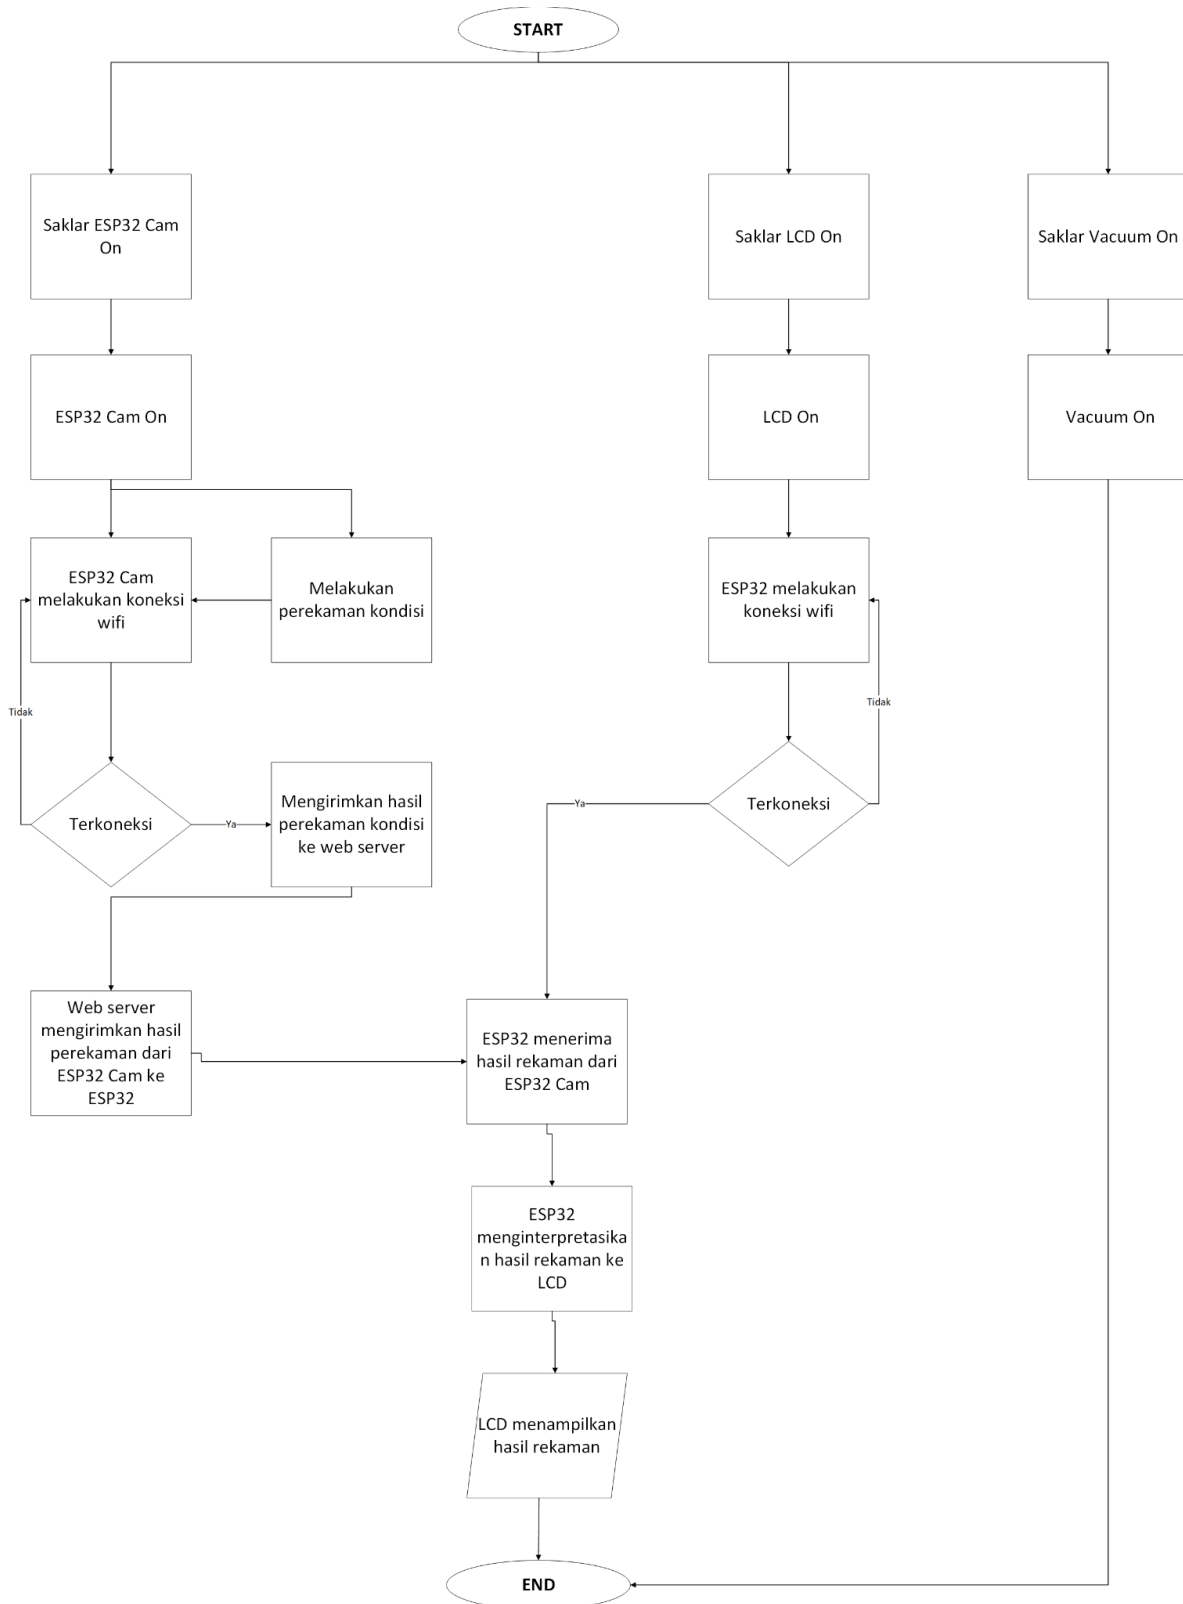 START
Saklar ESP32 Cam
On
Saklar LCD On
Saklar Vacuum On
ESP32 Cam On
LCD On
Vacuum On
ESP32 Cam
melakukan koneksi
wifi
Melakukan
perekaman kondisi
ESP32 melakukan
koneksi wifi
Tidak
Tidak
Terkoneksi
Ya
Mengirimkan hasil
perekaman kondisi
ke web server
Ya
Terkoneksi
Web server
mengirimkan hasil
perekaman dari
ESP32 Cam ke
ESP32
ESP32 menerima
hasil rekaman dari
ESP32 Cam
ESP32
menginterpretasika
n hasil rekaman ke
LCD
LCD menampilkan
hasil rekaman
END